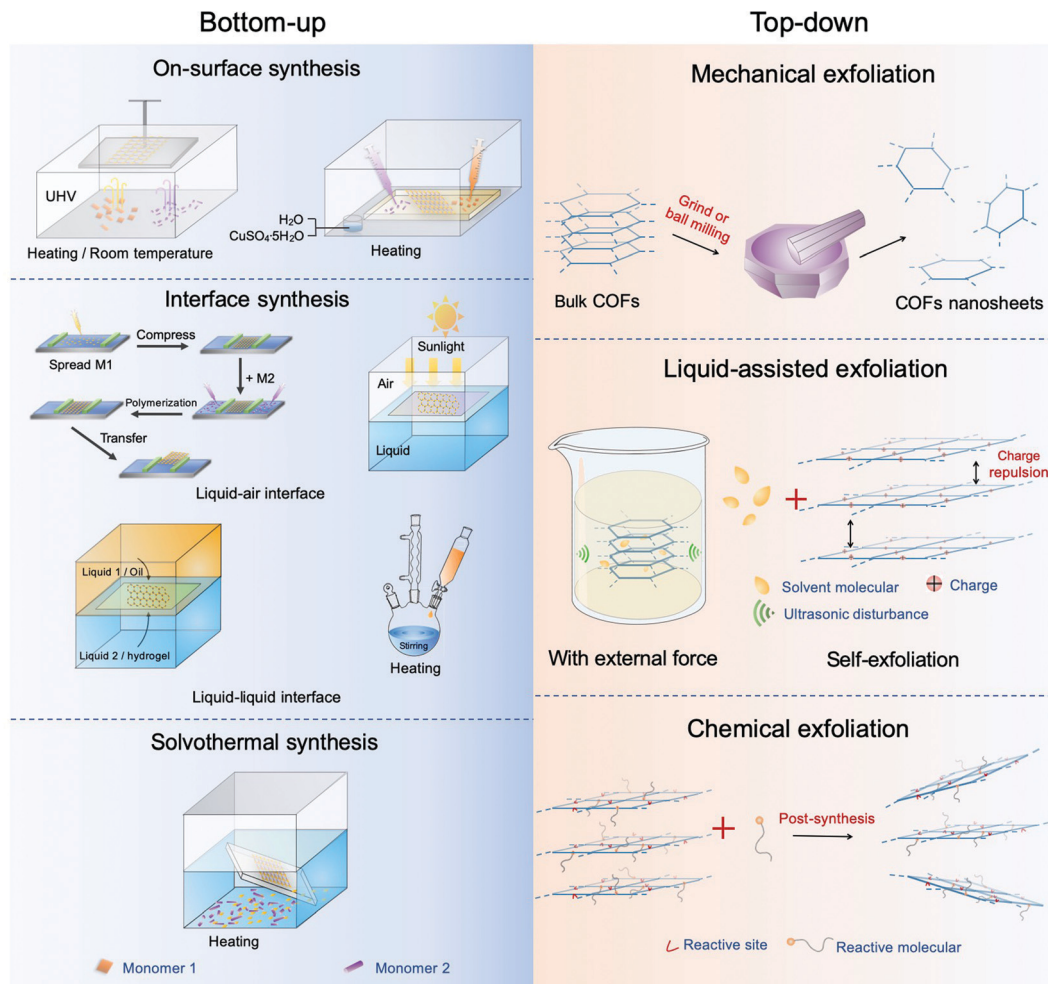 Bottom-up
On-surface synthesis
UHV
Heating / Room temperature
H₂O
CuSO₄·5H₂O
Heating
Interface synthesis
Spread M1
Compress
+ M2
Polymerization
Transfer
Liquid-air interface
Sunlight
Air
Liquid
Liquid 1 / Oil
Liquid 2 / hydrogel
Stirring
Heating
Liquid-liquid interface
Solvothermal synthesis
Heating
Monomer 1
Monomer 2
Top-down
Mechanical exfoliation
Bulk COFs
Grind or
ball milling
COFs nanosheets
Liquid-assisted exfoliation
+
Charge
repulsion
Solvent molecular
Charge
Ultrasonic disturbance
With external force
Self-exfoliation
Chemical exfoliation
+
Post-synthesis
Reactive site
Reactive molecular